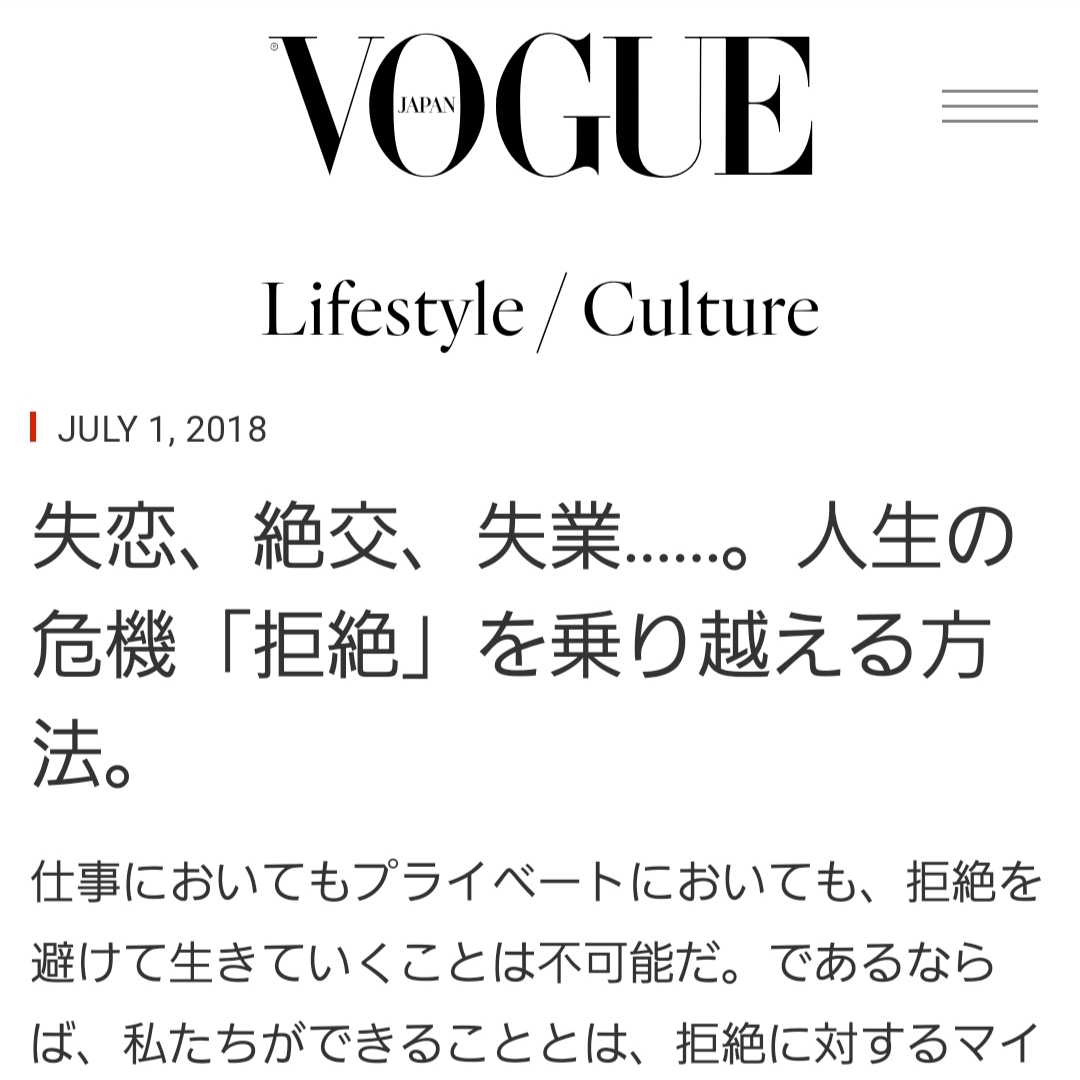 VOGUE
JAPAN
®
Lifestyle / Culture
JULY 1, 2018
失恋、絶交、失業......。人生の
危機「拒絶」を乗り越える方
法。
仕事においてもプライベートにおいても、拒絶を
避けて生きていくことは不可能だ。であるなら
ば、私たちができることとは、拒絶に対するマイ